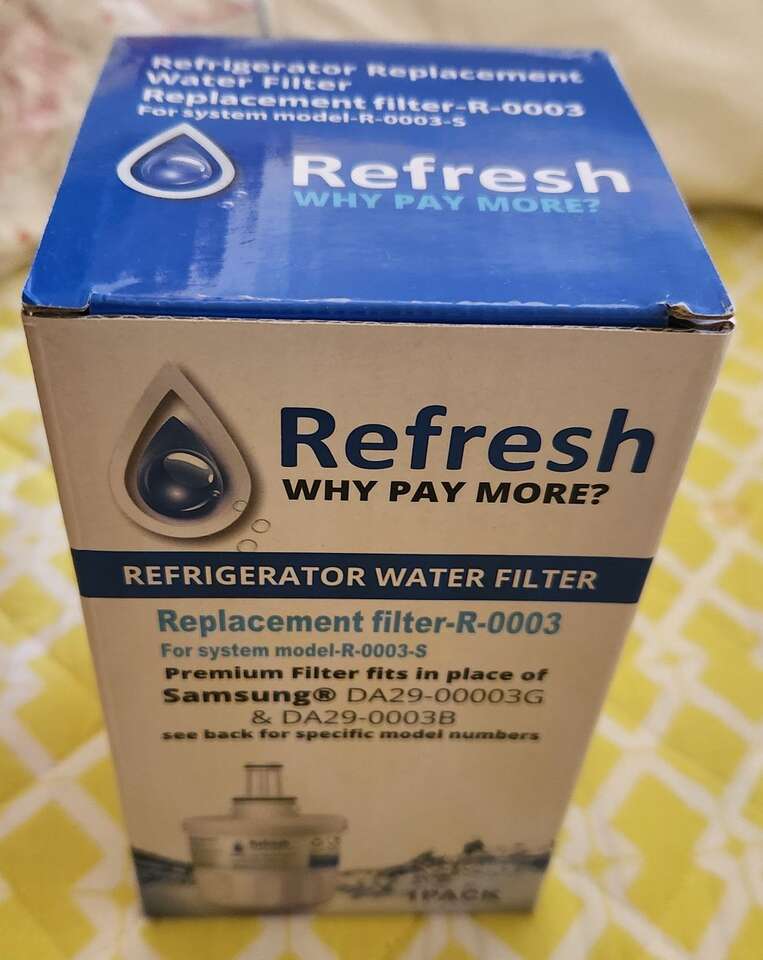 Refrigerator Replacement
Water Filter
Replacement filter-R-0003
For system model-R-0003-S
Refresh
WHY PAY MORE?
Refresh
WHY PAY MORE?
REFRIGERATOR WATER FILTER
Replacement filter-R-0003
For system model-R-0003-S
Premium Filter fits in place of
Samsung® DA29-00003G
& DA29-0003B
see back for specific model numbers
Refresh
1PACK